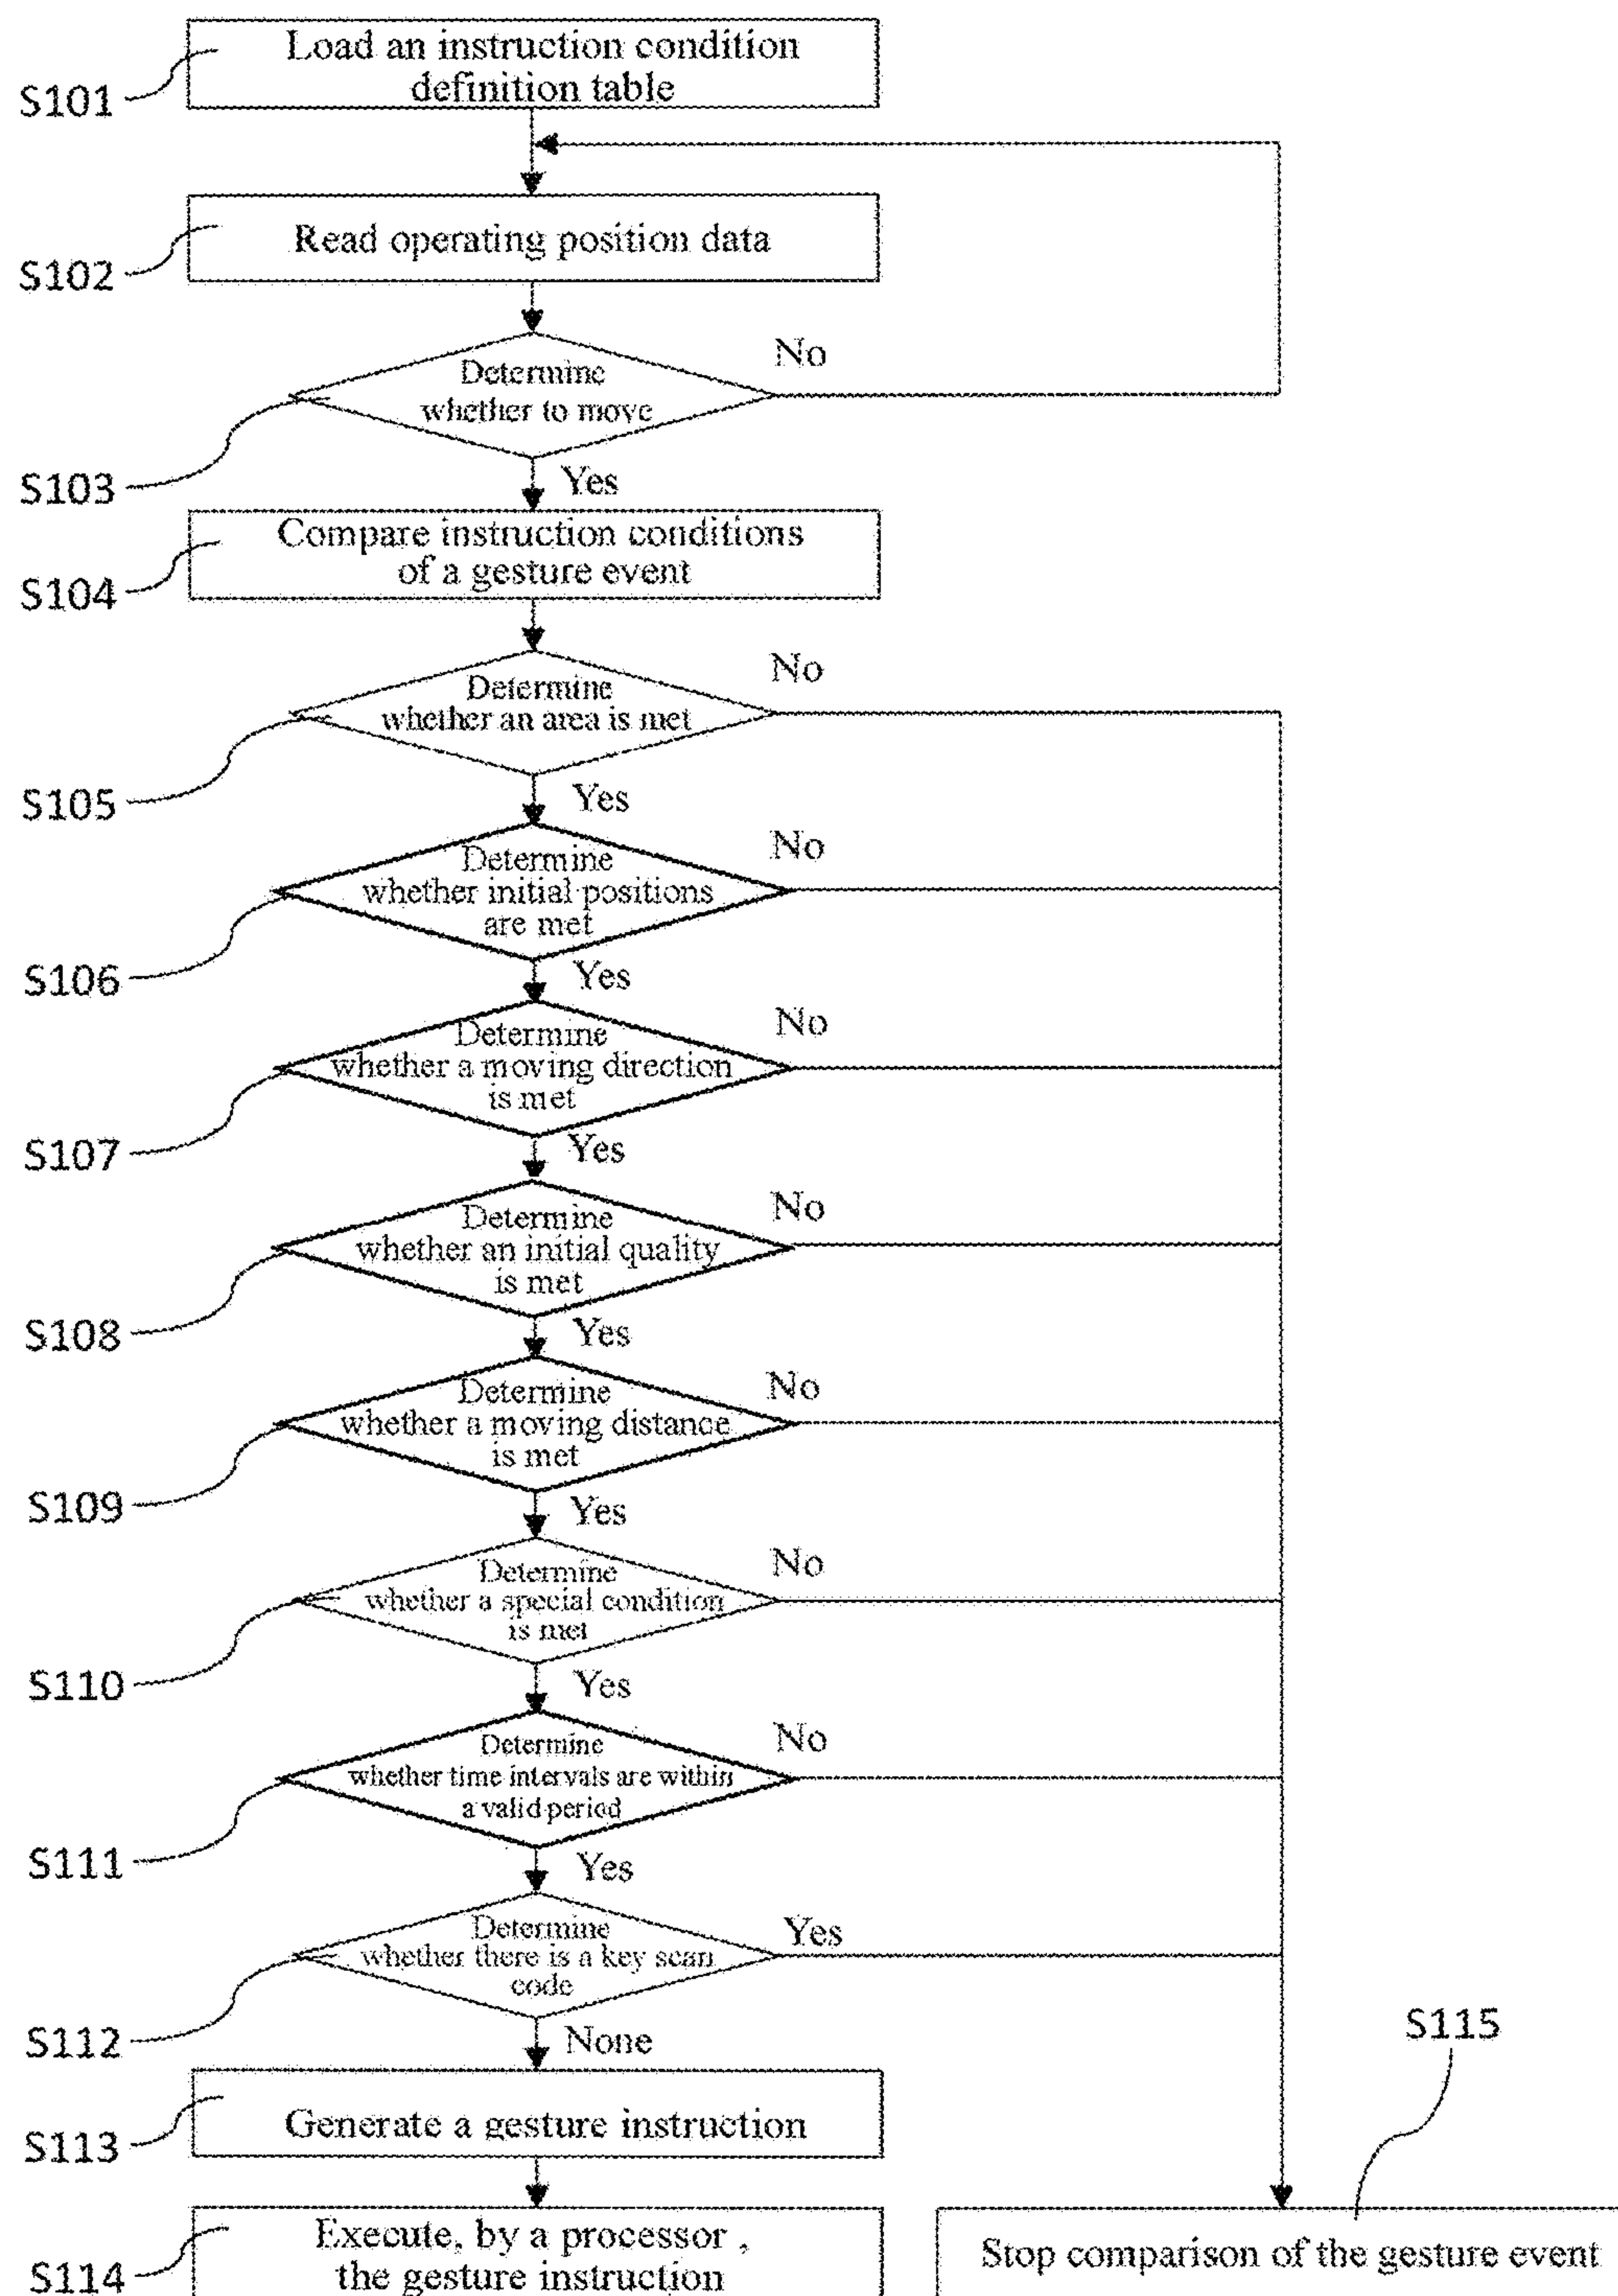 Load an instruction condition
definition table
S101
Read operating position data
S102
Determine
whether to move
No
S103
Yes
Compare instruction conditions
of a gesture event
S104
Determine
whether an area is met
No
S105
Yes
Determine
whether initial positions
are met
No
S106
Yes
Determine
whether a moving direction
is met
No
S107
Yes
Determine
whether an initial quality
is met
No
S108
Yes
Determine
whether a moving distance
is met
No
S109
Yes
Determine
whether a special condition
is met
No
S110
Yes
Determine
whether time intervals are within
a valid period
No
S111
Yes
Determine
whether there is a key scan
code
Yes
S112
None
S115
Generate a gesture instruction
S113
Execute, by a processor ,
the gesture instruction
S114
Stop comparison of the gesture event